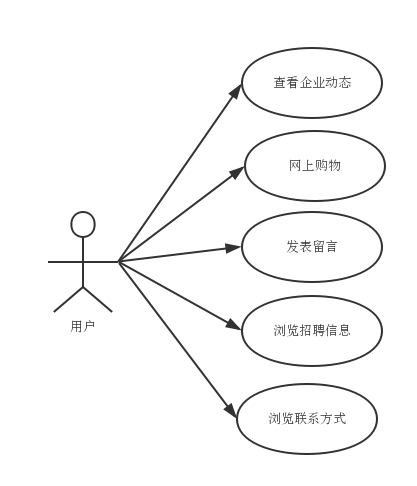 查看企业动态
网上购物
发表留言
浏览招聘信息
用户
浏览联系方式